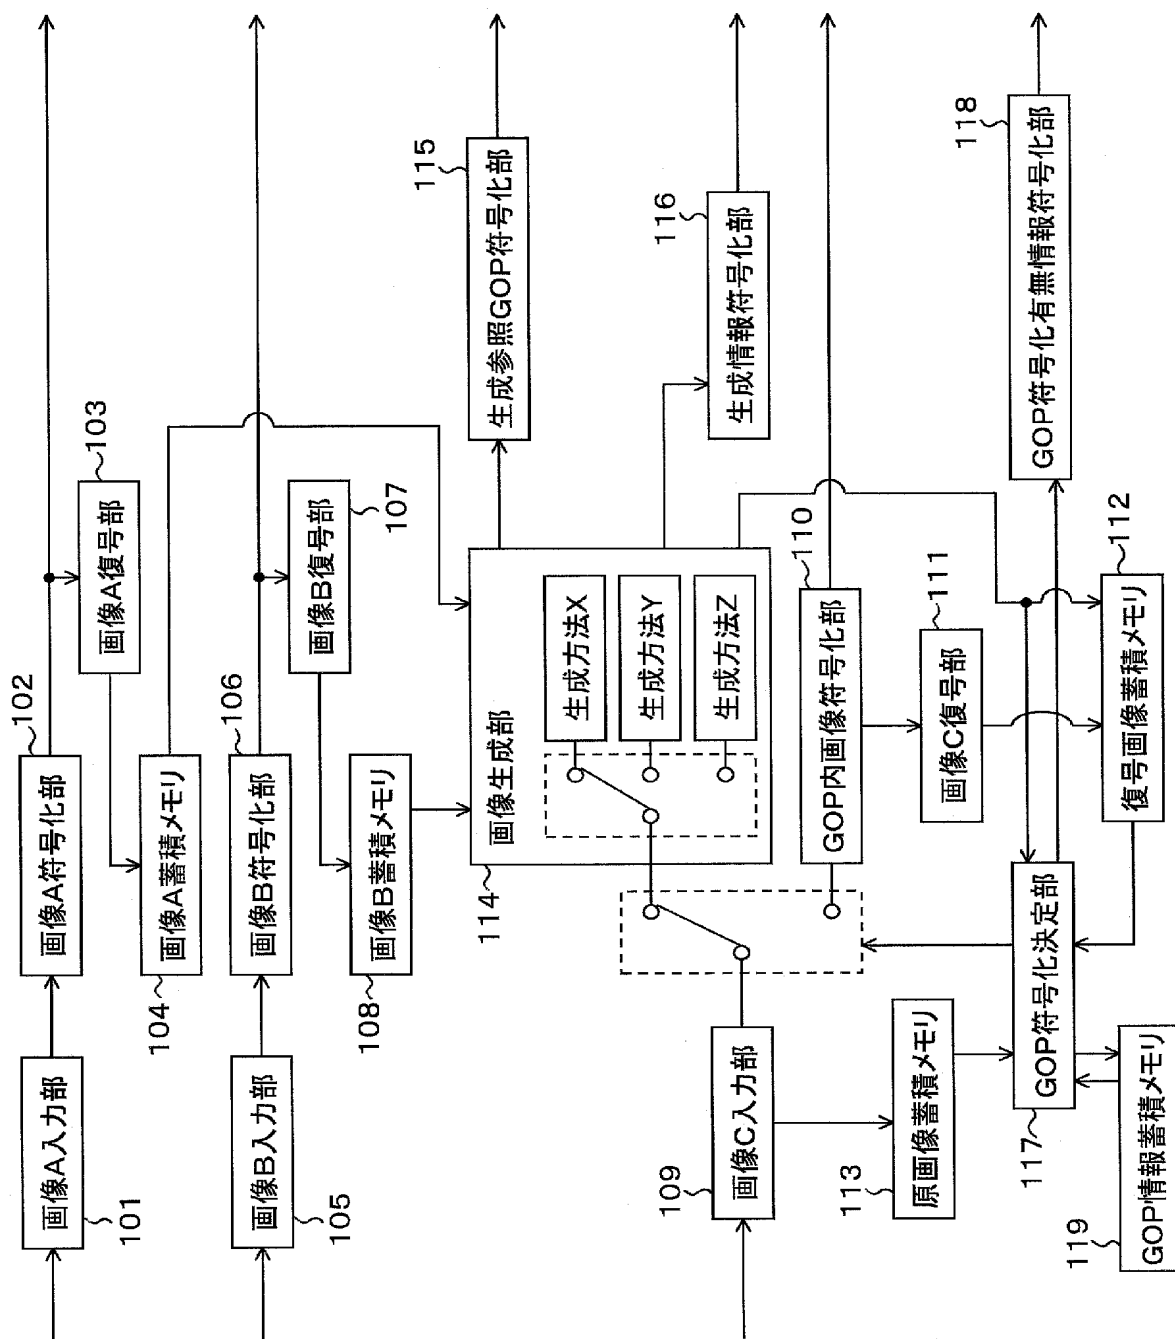 101
画像A入力部
102
画像A符号化部
103
画像A復号部
104
画像A蓄積メモリ
105
画像B入力部
106
画像B符号化部
107
画像B復号部
108
画像B蓄積メモリ
114
画像生成部
生成方法X
生成方法Y
生成方法Z
115
生成参照GOP符号化部
116
生成情報符号化部
109
画像C入力部
110
GOP内画像符号化部
111
画像C復号部
112
復号画像蓄積メモリ
113
原画像蓄積メモリ
117
GOP符号化決定部
118
GOP符号化有無情報符号化部
119
GOP情報蓄積メモリ